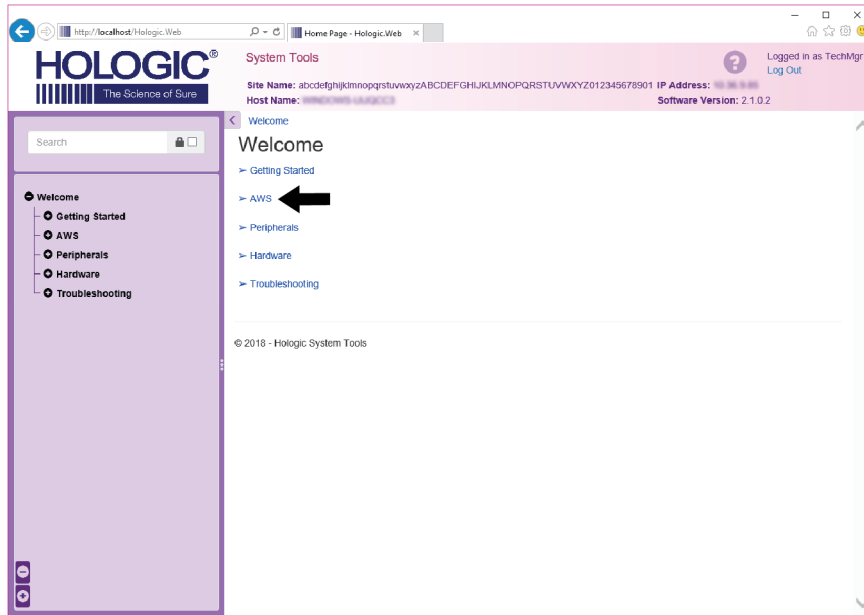 http://localhost/Hologic.Web
Home Page - Hologic.Web
HOLOGIC®
The Science of Sure
System Tools
Logged in as TechMgr
Log Out
Site Name: abcdefghijklmnopqrstuvwxyzABCDEFGHIJKLMNOPQRSTUVWXYZ012345678901 IP Address:
Host Name:
Software Version: 2.1.0.2
Search
Welcome
Getting Started
AWS
Peripherals
Hardware
Troubleshooting
Welcome
Welcome
➢ Getting Started
➢ AWS
➢ Peripherals
➢ Hardware
➢ Troubleshooting
© 2018 - Hologic System Tools